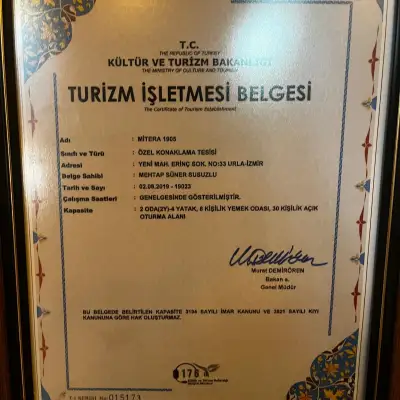 T.C.
THE REPUBLIC OF TURKEY
KÜLTÜR VE TURİZM BAKANLIĞI
THE MINISTRY OF CULTURE AND TOURISM
TURİZM İŞLETMESİ BELGESİ
The Certificate of Tourism Establishment
Adı : MİTERA 1905
Sınıfı ve Türü : ÖZEL KONAKLAMA TESİSİ
Adresi : YENİ MAH. ERİNÇ SOK. NO:33 URLA-İZMİR
Belge Sahibi : MEHTAP SÜNER SUBUZLU
Tarih ve Sayı : 02.09.2019 - 19023
Çalışma Saatleri : GENELGESİNDE GÖSTERİLMİŞTİR.
Kapasite : 2 ODA(2Y)-4 YATAK, 8 KİŞİLİK YEMEK ODASI, 30 KİŞİLİK AÇIK
OTURMA ALANI
Murat DEMİRÖREN
Bakan a.
Genel Müdür
BU BELGEDE BELİRTİLEN KAPASİTE 3194 SAYILI İMAR KANUNU VE 3621 SAYILI KIYI
KANUNUNA GÖRE HAK OLUŞTURMAZ.
176
No 015173